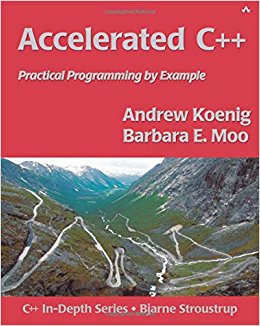 Accelerated C++
Practical Programming by Example
Andrew Koenig
Barbara E. Moo
C++ In-Depth Series • Bjarne Stroustrup